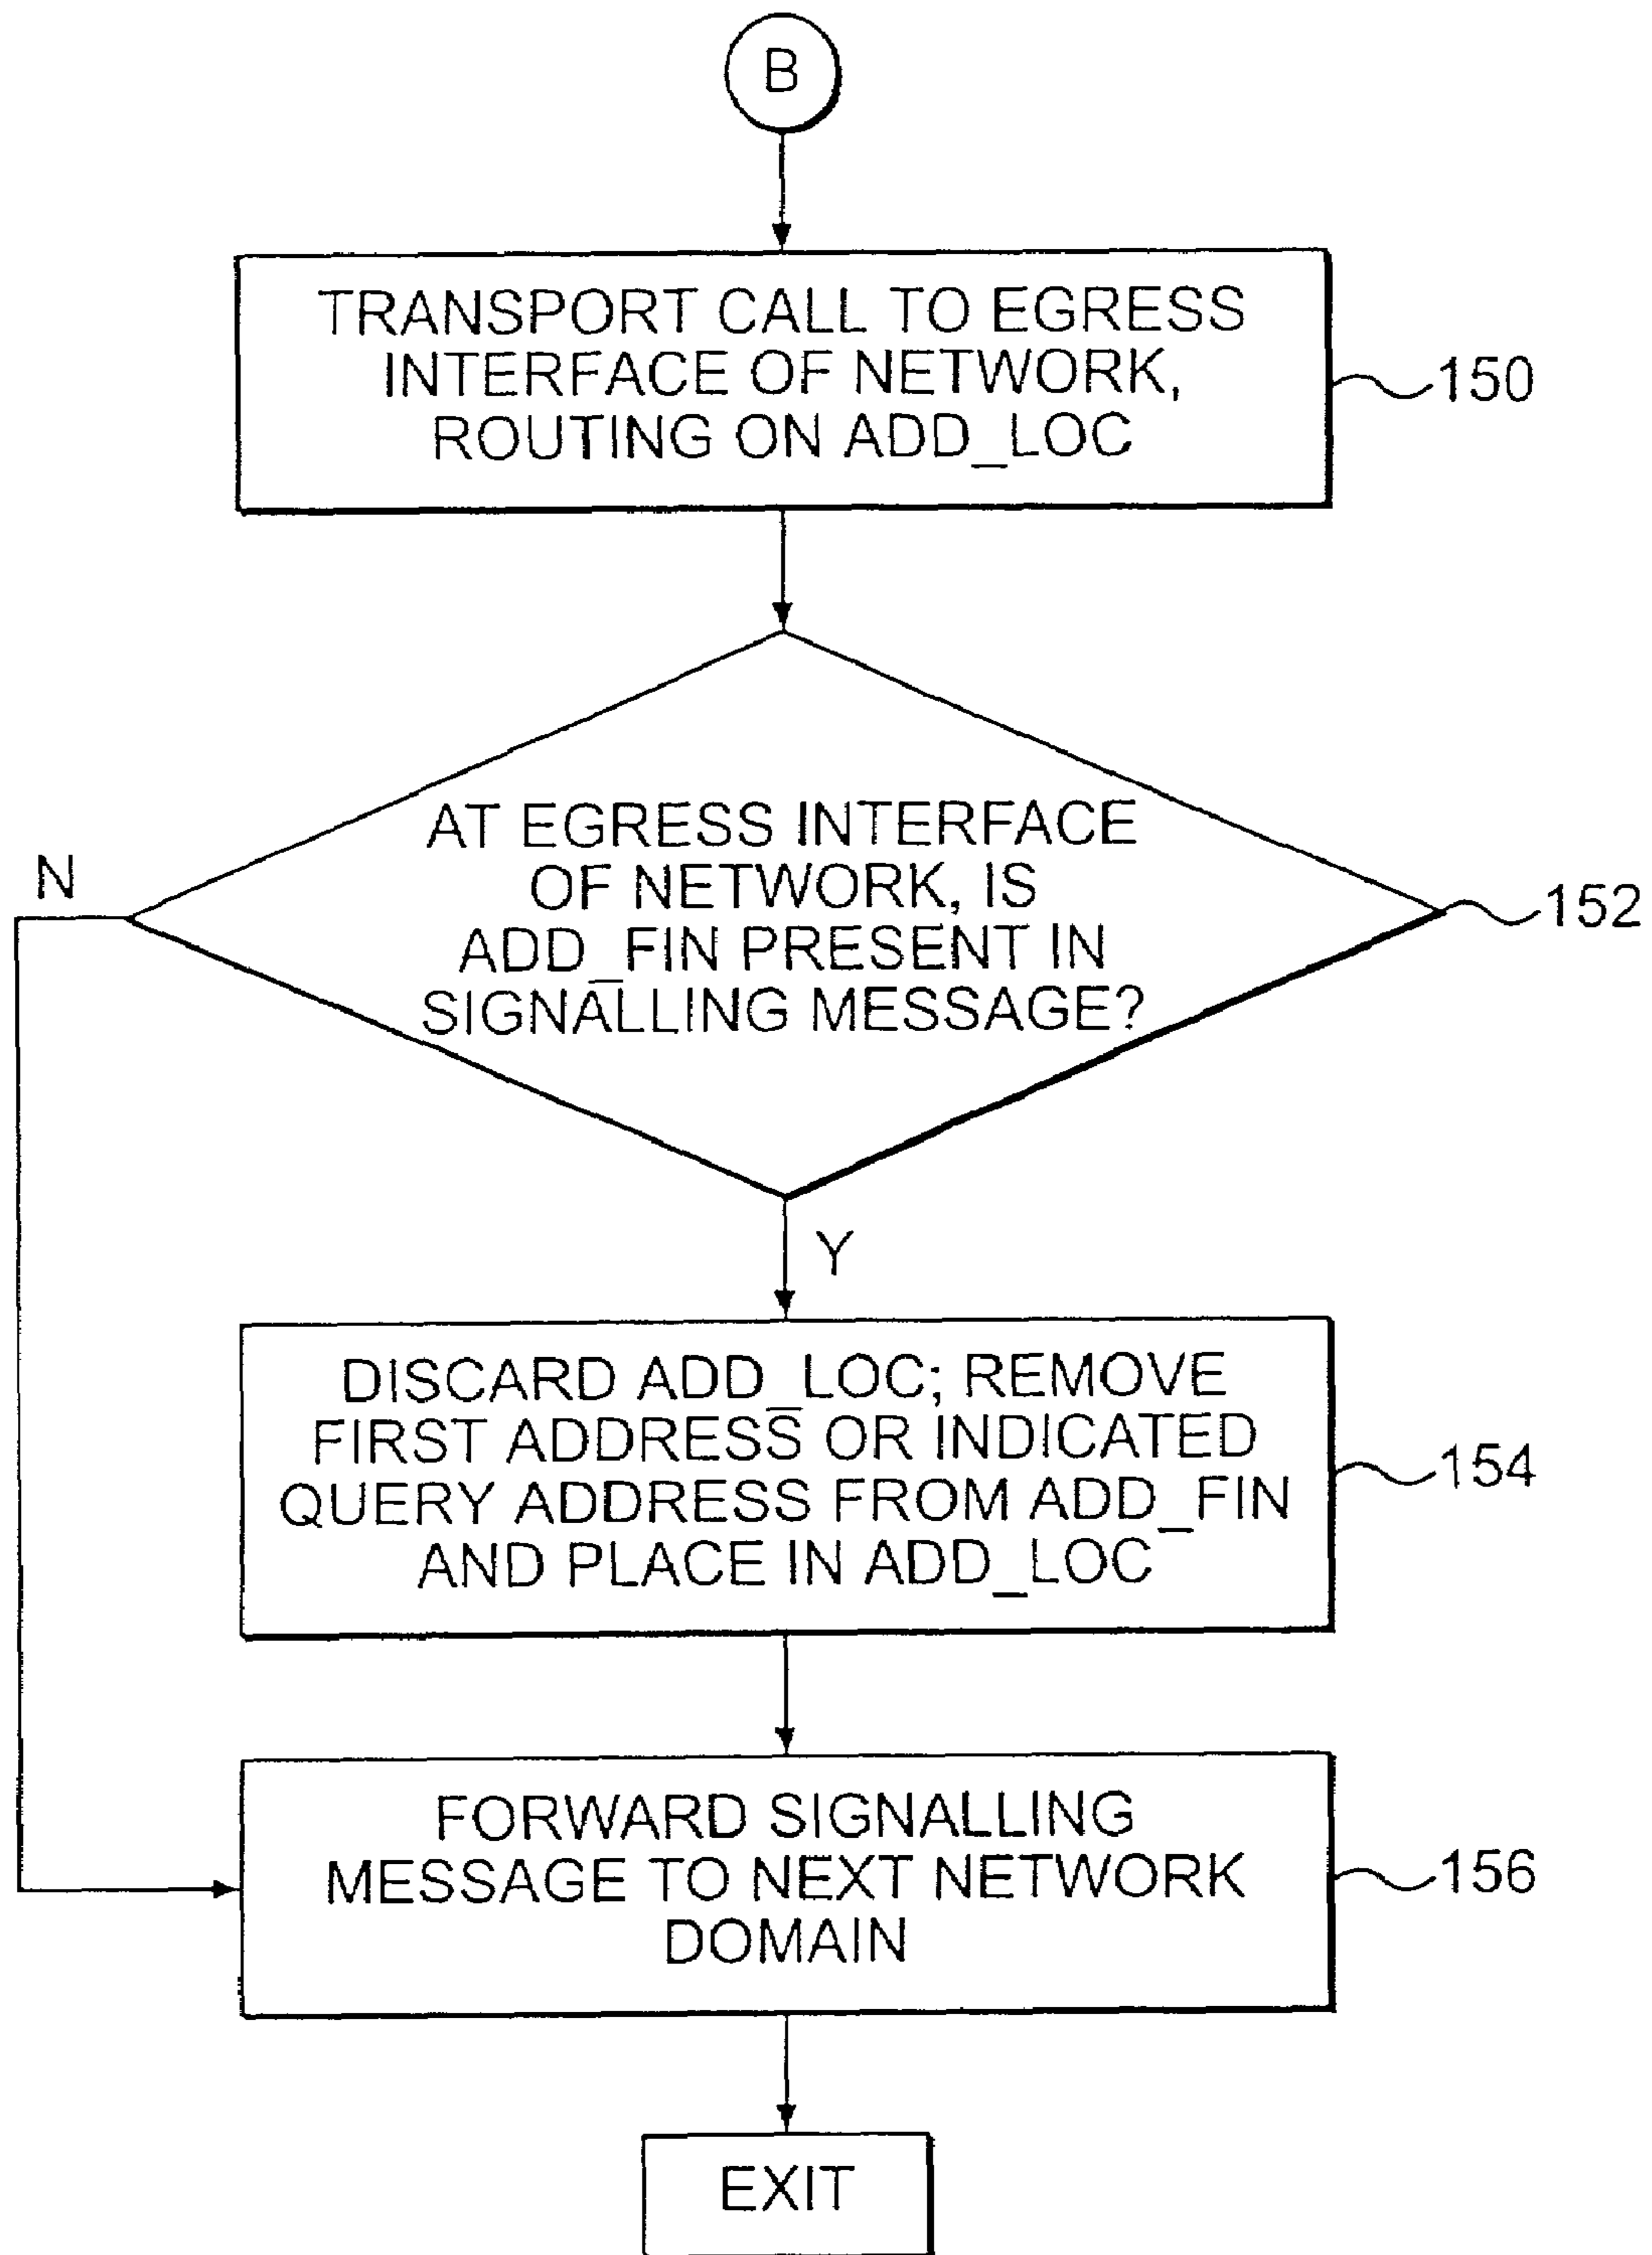 B
TRANSPORT CALL TO EGRESS
INTERFACE OF NETWORK,
ROUTING ON ADD_LOC
150
AT EGRESS INTERFACE
OF NETWORK, IS
ADD_FIN PRESENT IN
SIGNALLING MESSAGE?
N
152
Y
DISCARD ADD_LOC; REMOVE
FIRST ADDRESS OR INDICATED
QUERY ADDRESS FROM ADD_FIN
AND PLACE IN ADD_LOC
154
FORWARD SIGNALLING
MESSAGE TO NEXT NETWORK
DOMAIN
156
EXIT